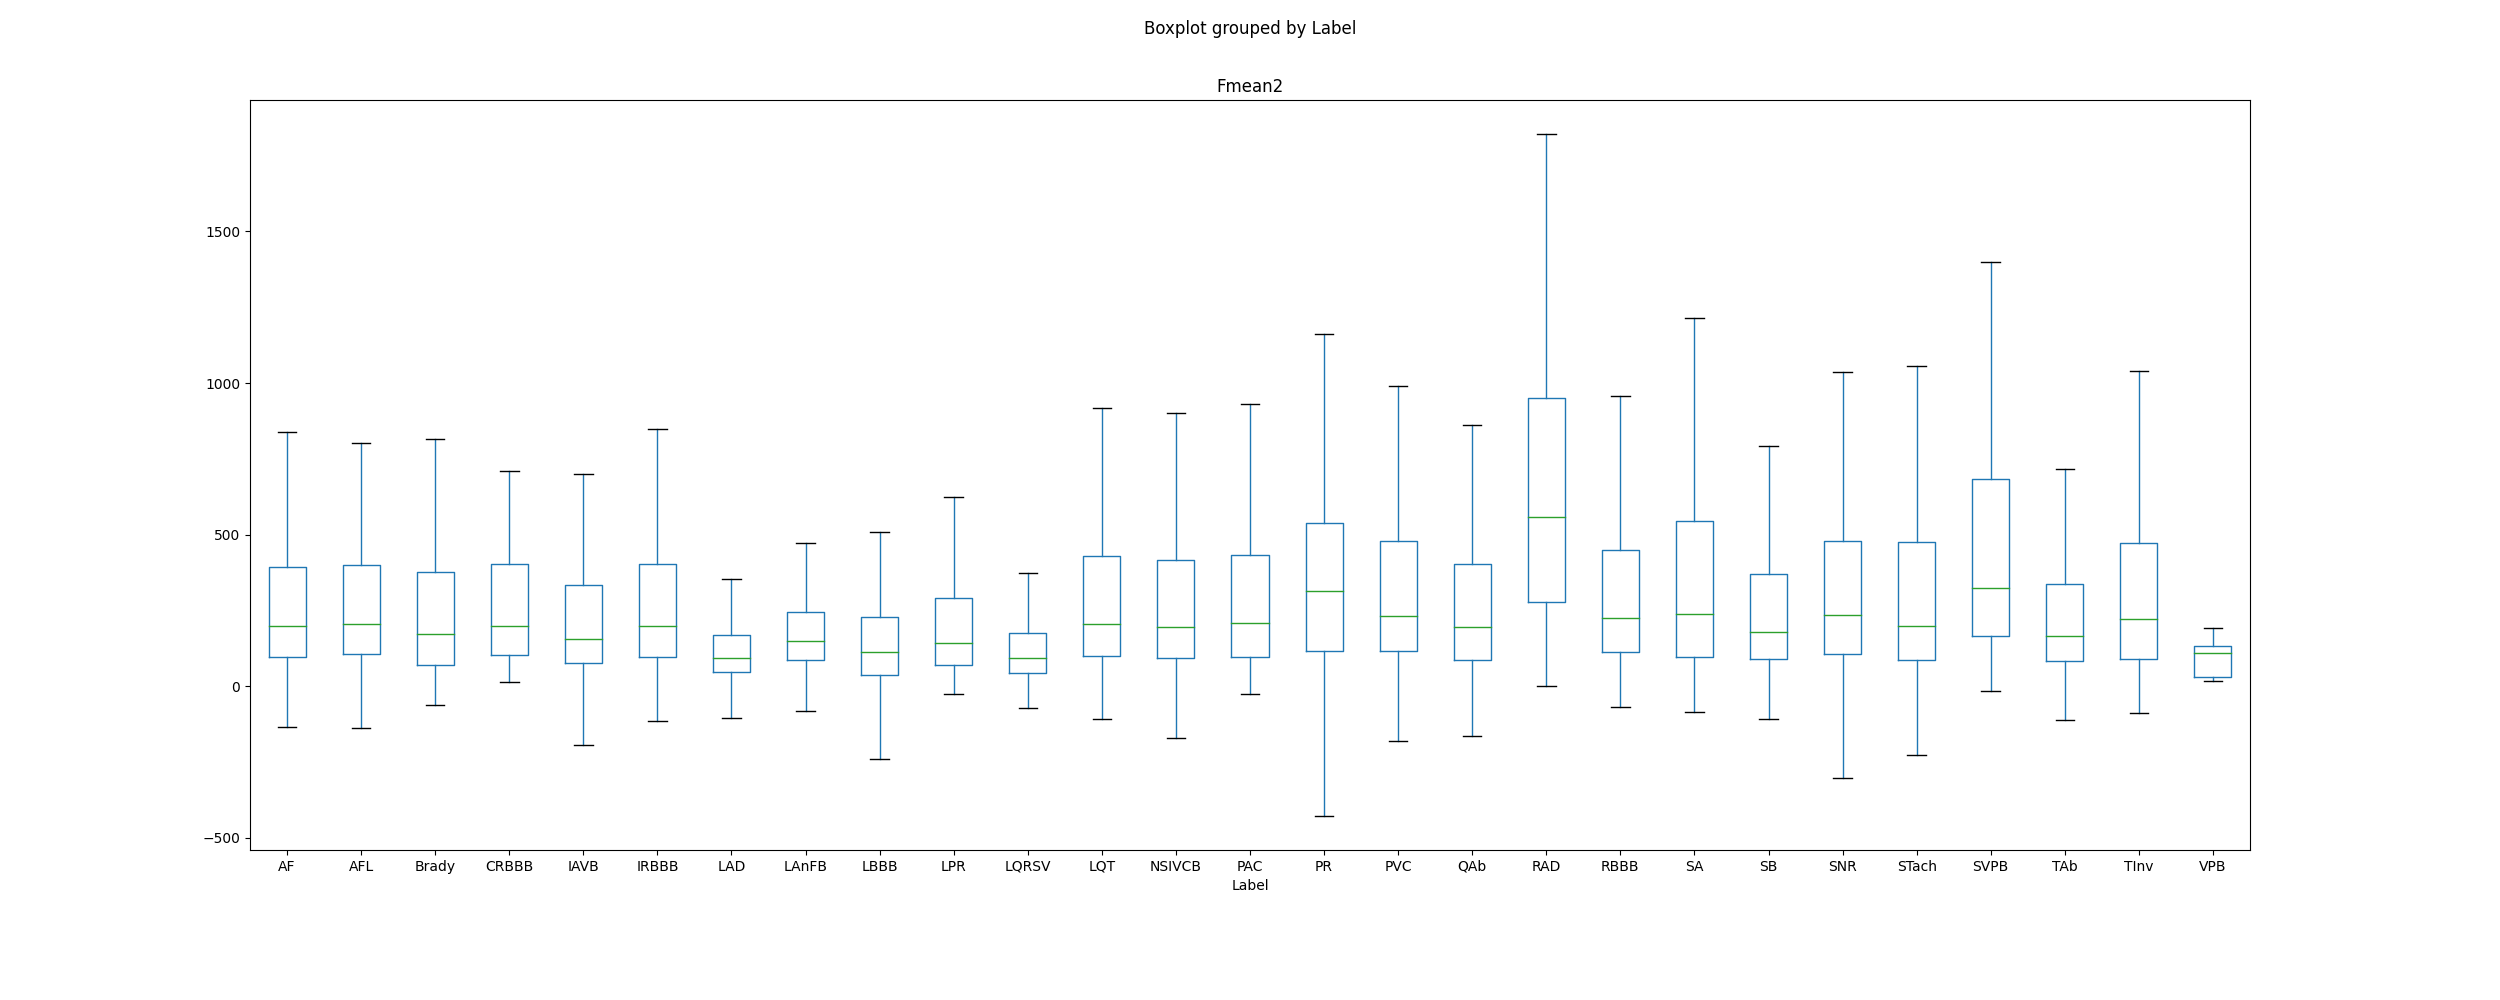 Boxplot grouped by Label
Fmean2
1500
1000
500
0
−500
AF AFL Brady CRBBB IAVB IRBBB LAD LAnFB LBBB LPR LQRSV LQT NSIVCB PAC PR PVC QAb RAD RBBB SA SB SNR STach SVPB TAb TInv VPB
Label